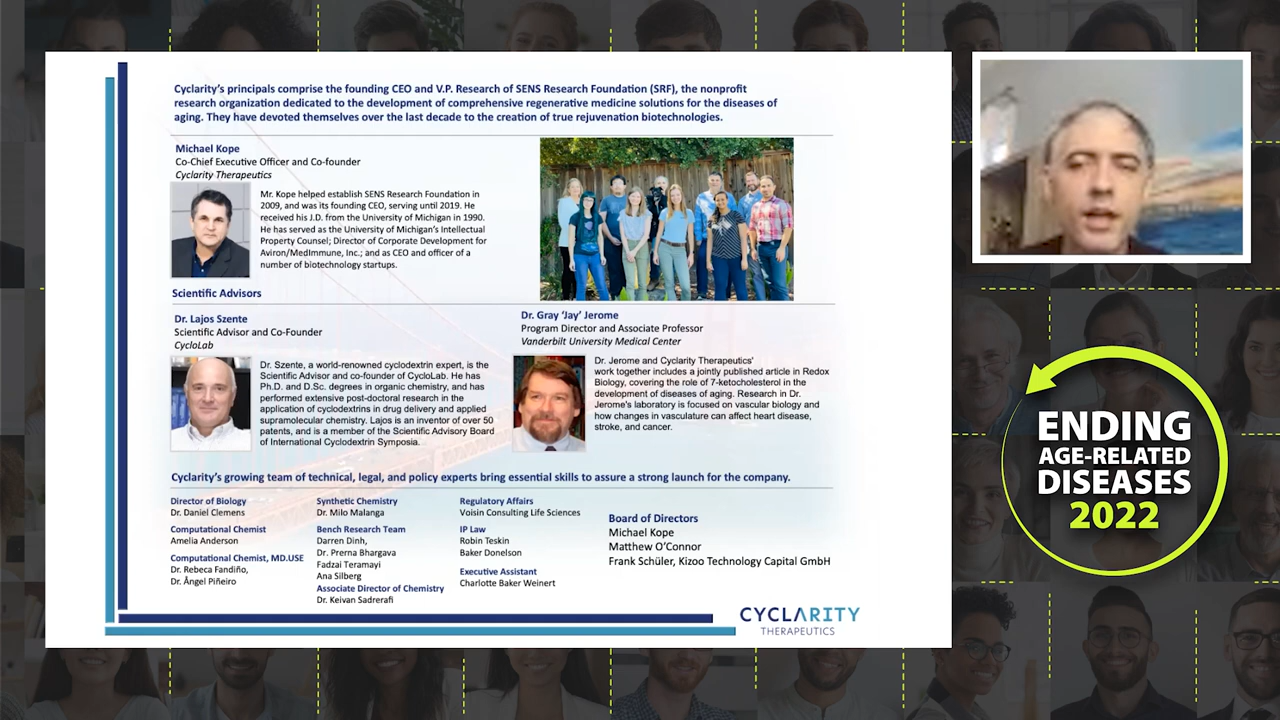 Cyclarity's principals comprise the founding CEO and V.P. Research of SENS Research Foundation (SRF), the nonprofit
research organization dedicated to the development of comprehensive regenerative medicine solutions for the diseases of
aging. They have devoted themselves over the last decade to the creation of true rejuvenation biotechnologies.
Michael Kope
Co-Chief Executive Officer and Co-founder
Cyclarity Therapeutics
Mr. Kope helped establish SENS Research Foundation in
2009, and was its founding CEO, serving until 2019. He
received his J.D. from the University of Michigan in 1990.
He has served as the University of Michigan's Intellectual
Property Counsel; Director of Corporate Development for
Aviron/MedImmune, Inc.; and as CEO and officer of a
number of biotechnology startups.
Scientific Advisors
Dr. Lajos Szente
Scientific Advisor and Co-Founder
CycloLab
Dr. Szente, a world-renowned cyclodextrin expert, is the
Scientific Advisor and co-founder of CycloLab. He has
Ph.D. and D.Sc. degrees in organic chemistry, and has
performed extensive post-doctoral research in the
application of cyclodextrins in drug delivery and applied
supramolecular chemistry. Lajos is an inventor of over 50
patents, and is a member of the Scientific Advisory Board
of International Cyclodextrin Symposia.
Dr. Gray 'Jay' Jerome
Program Director and Associate Professor
Vanderbilt University Medical Center
Dr. Jerome and Cyclarity Therapeutics'
work together includes a jointly published article in Redox
Biology, covering the role of 7-ketocholesterol in the
development of diseases of aging. Research in Dr.
Jerome's laboratory is focused on vascular biology and
how changes in vasculature can affect heart disease,
stroke, and cancer.
Cyclarity's growing team of technical, legal, and policy experts bring essential skills to assure a strong launch for the company.
Director of Biology
Dr. Daniel Clemens
Computational Chemist
Amelia Anderson
Computational Chemist, MD.USE
Dr. Rebeca Fandiño,
Dr. Ångel Piñeiro
Synthetic Chemistry
Dr. Milo Malanga
Bench Research Team
Darren Dinh,
Dr. Prerna Bhargava
Fadzai Teramayi
Ana Silberg
Associate Director of Chemistry
Dr. Keivan Sadrerafi
Regulatory Affairs
Voisin Consulting Life Sciences
IP Law
Robin Teskin
Baker Donelson
Executive Assistant
Charlotte Baker Weinert
Board of Directors
Michael Kope
Matthew O'Connor
Frank Schüler, Kizoo Technology Capital GmbH
CYCLARITY
THERAPEUTICS
ENDING
AGE-RELATED
DISEASES
2022